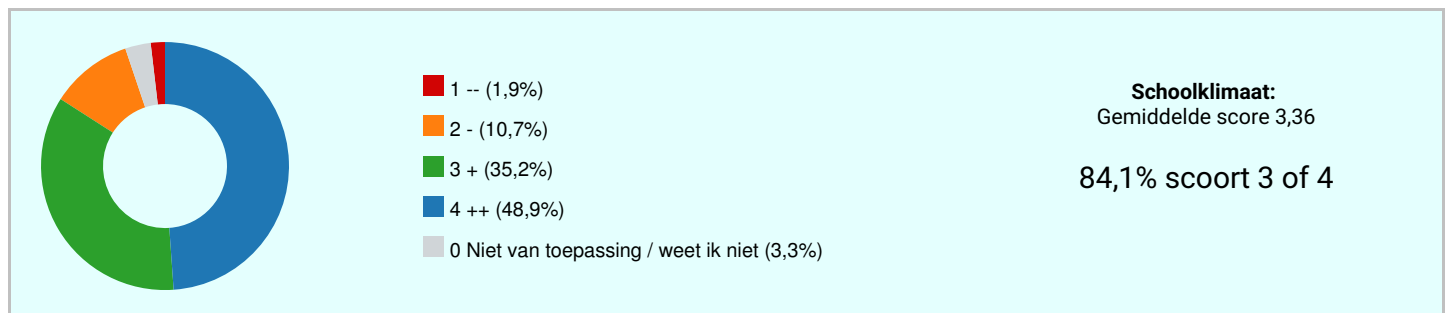 1 -- (1,9%)
2 - (10,7%)
3 + (35,2%)
4 ++ (48,9%)
0 Niet van toepassing / weet ik niet (3,3%)
Schoolklimaat:
Gemiddelde score 3,36
84,1% scoort 3 of 4